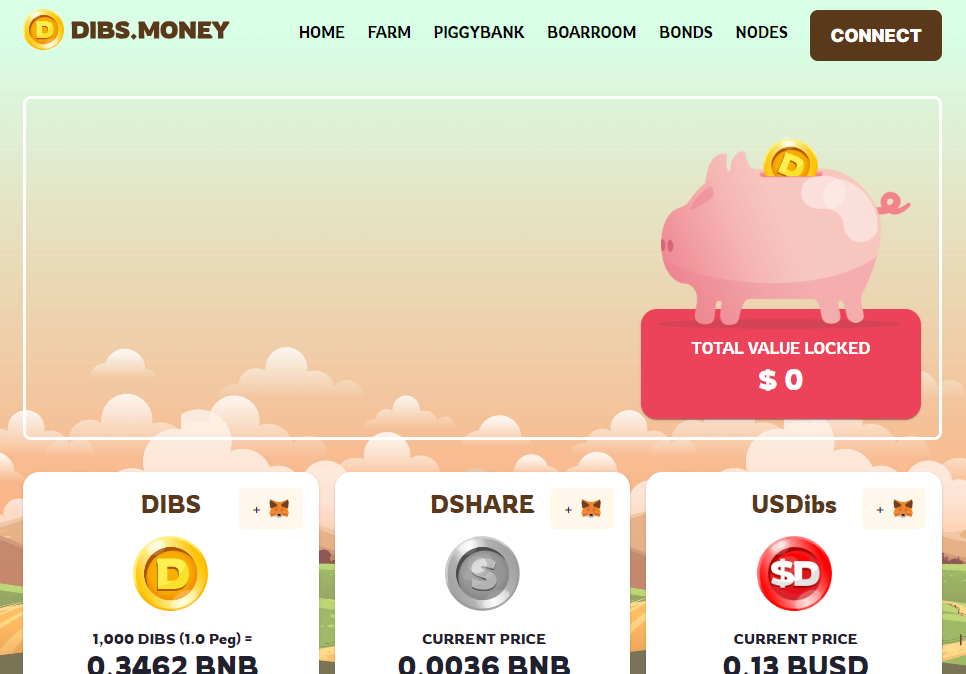 DIBS.MONEY
HOME FARM PIGGYBANK BOARROOM BONDS NODES CONNECT
D
TOTAL VALUE LOCKED
$ 0
DIBS + DSHARE + USDibs +
D S $D
1,000 DIBS (1.0 Peg) = CURRENT PRICE CURRENT PRICE
0.3462 BNB 0.0036 BNB 0.13 BUSD